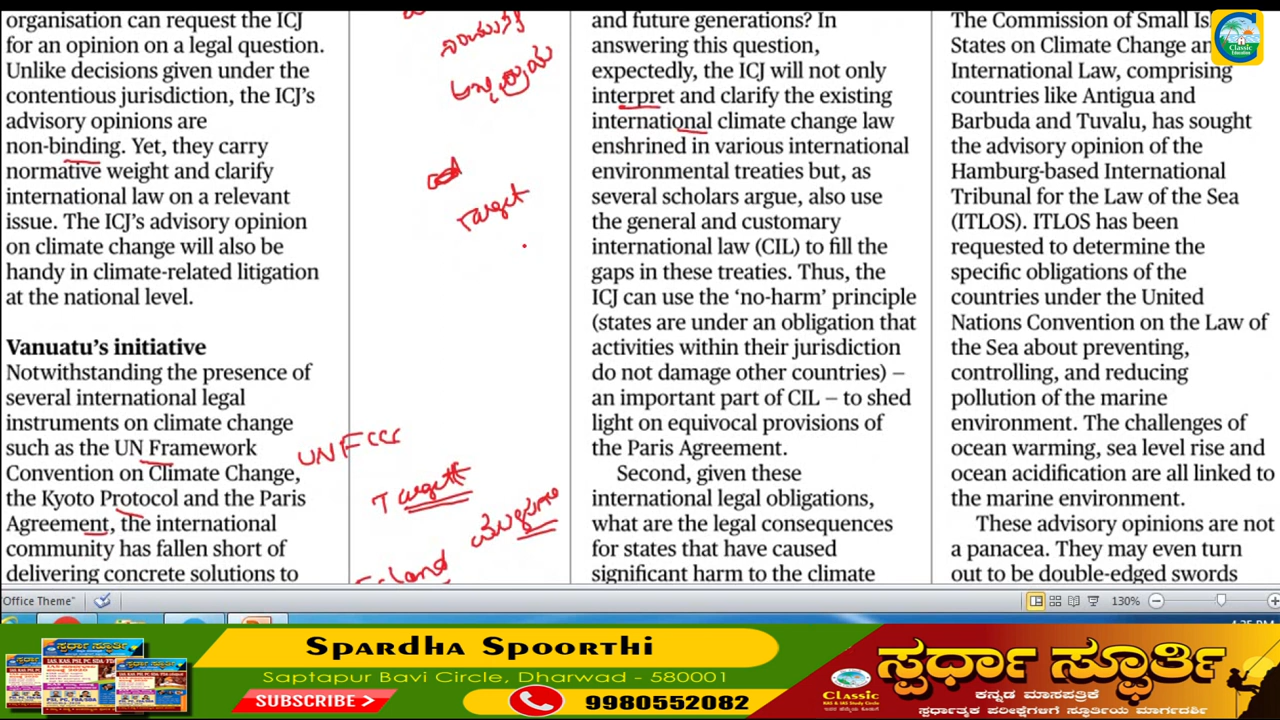 organisation can request the ICJ
for an opinion on a legal question.
Unlike decisions given under the
contentious jurisdiction, the ICJ's
advisory opinions are
non-binding. Yet, they carry
normative weight and clarify
international law on a relevant
issue. The ICJ's advisory opinion
on climate change will also be
handy in climate-related litigation
at the national level.
Vanuatu's initiative
Notwithstanding the presence of
several international legal
instruments on climate change
such as the UN Framework
Convention on Climate Change,
the Kyoto Protocol and the Paris
Agreement, the international
community has fallen short of
delivering concrete solutions to
Target
UNFCCC
Target
and future generations? In
answering this question,
expectedly, the ICJ will not only
interpret and clarify the existing
international climate change law
enshrined in various international
environmental treaties but, as
several scholars argue, also use
the general and customary
international law (CIL) to fill the
gaps in these treaties. Thus, the
ICJ can use the 'no-harm' principle
(states are under an obligation that
activities within their jurisdiction
do not damage other countries) —
an important part of CIL — to shed
light on equivocal provisions of
the Paris Agreement.
Second, given these
international legal obligations,
what are the legal consequences
for states that have caused
significant harm to the climate
The Commission of Small
States on Climate Change
International Law, comprising
countries like Antigua and
Barbuda and Tuvalu, has sought
the advisory opinion of the
Hamburg-based International
Tribunal for the Law of the Sea
(ITLOS). ITLOS has been
requested to determine the
specific obligations of the
countries under the United
Nations Convention on the Law of
the Sea about preventing,
controlling, and reducing
pollution of the marine
environment. The challenges of
ocean warming, sea level rise and
ocean acidification are all linked to
the marine environment.
These advisory opinions are not
a panacea. They may even turn
out to be double-edged swords
Classic
Education
"Office Theme"
130%
4:25 PM
Spardha Spoorthi
Saptapur Bavi Circle, Dharwad - 580001
SUBSCRIBE
9980552082
Classic
KAS & IAS Study Circle
ಸ್ಪರ್ಧಾ ಸ್ಫೂರ್ತಿ
ಕನ್ನಡ ಮಾಸಪತ್ರಿಕೆ
ಸ್ಪರ್ಧಾತ್ಮಕ ಪರೀಕ್ಷೆಗಳಿಗೆ ಸ್ಫೂರ್ತಿಯ ಮಾರ್ಗದರ್ಶಿ